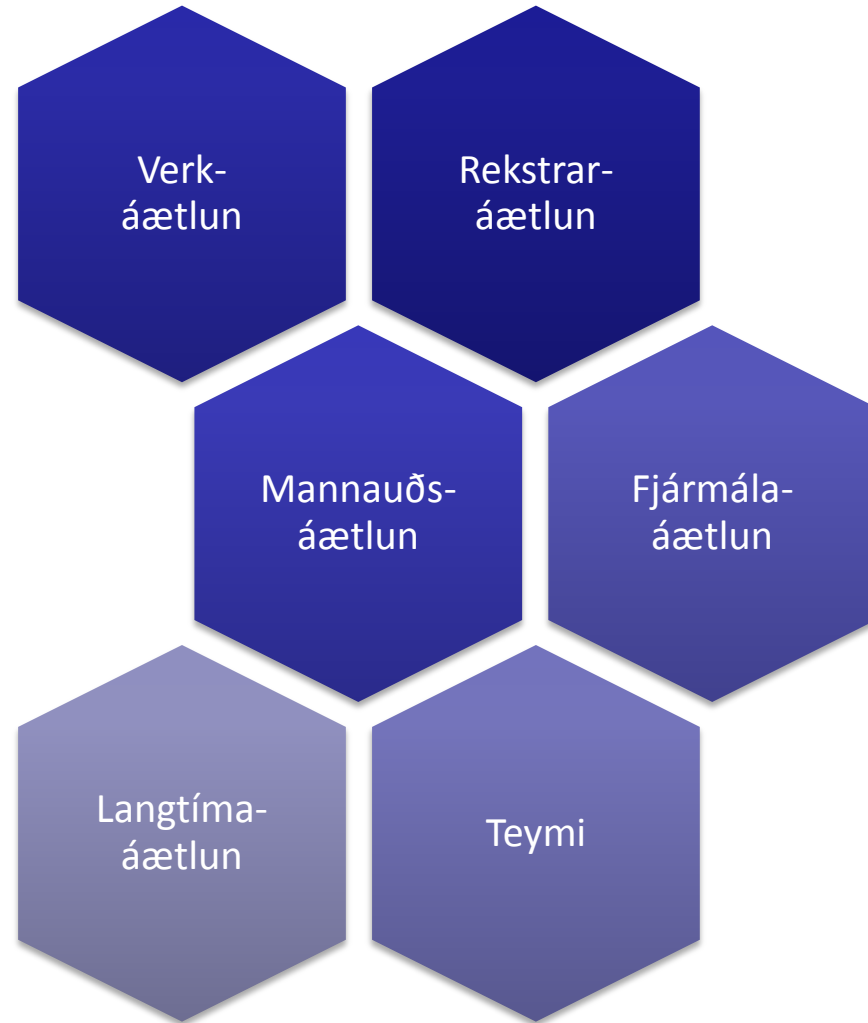 Verk-
áætlun
Rekstrar-
áætlun
Mannauðs-
áætlun
Fjármála-
áætlun
Langtíma-
áætlun
Teymi